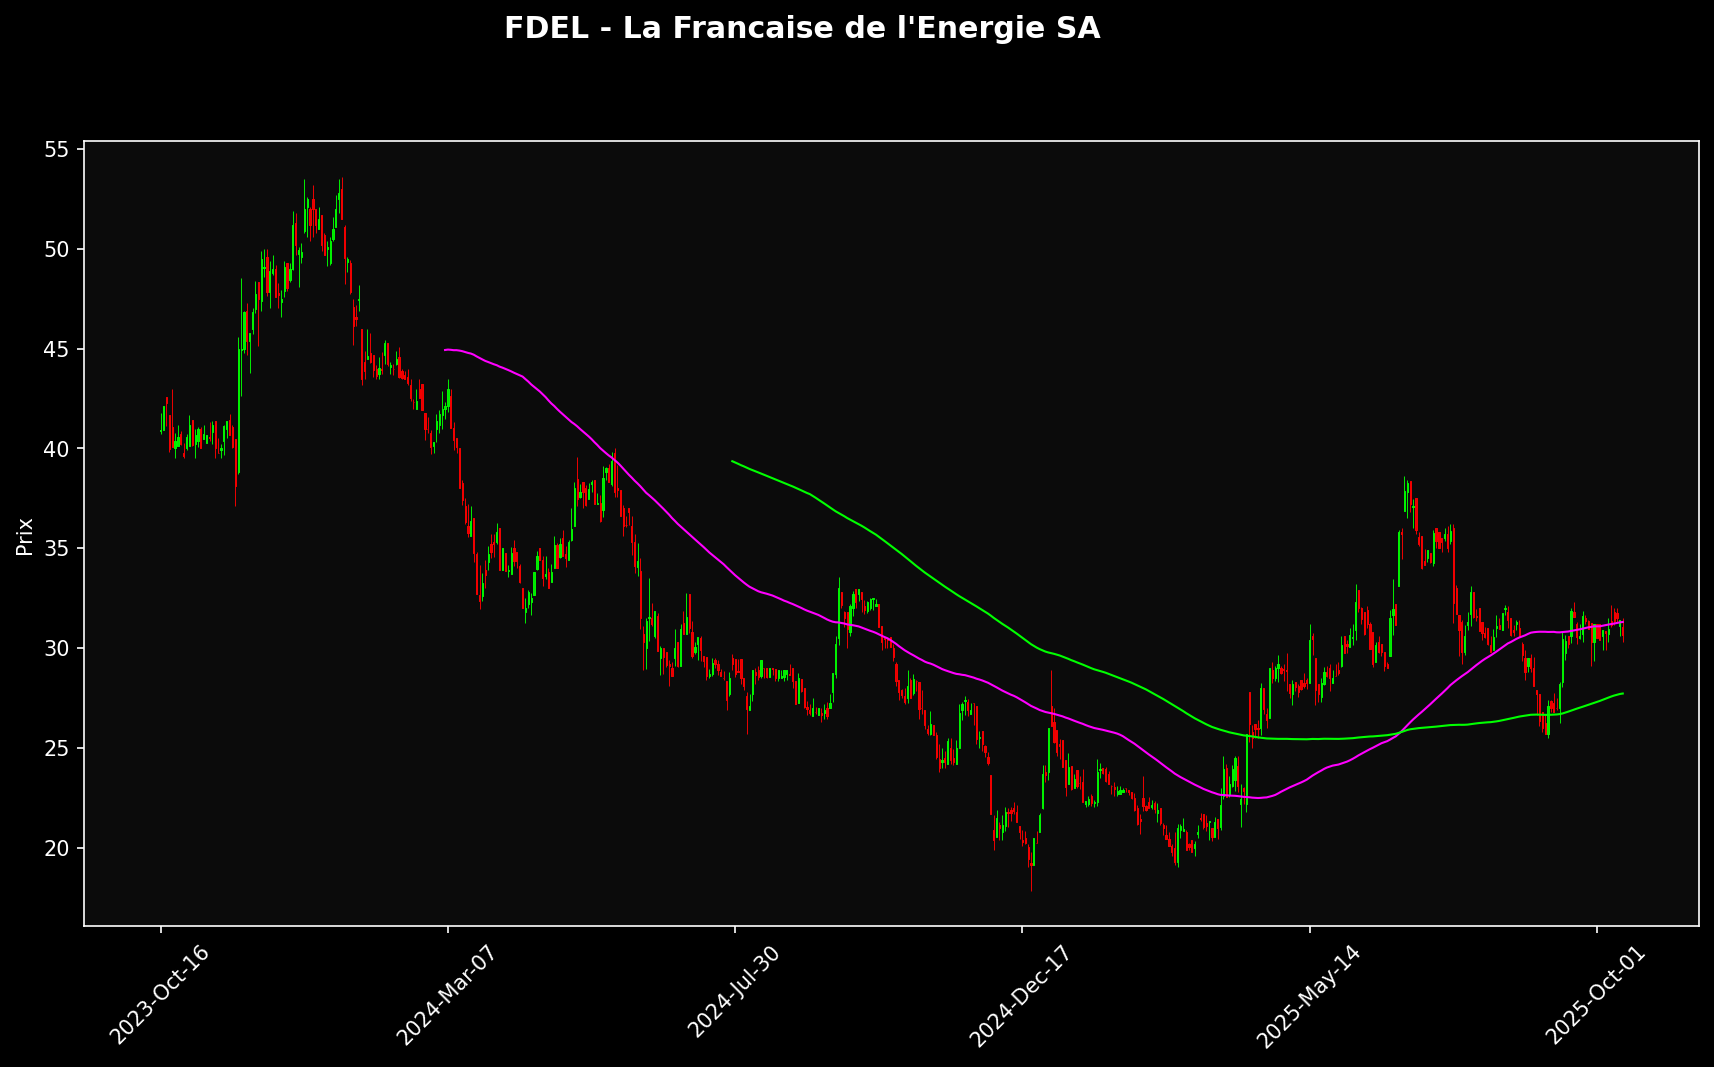 FDEL - La Francaise de l'Energie SA
Prix
55
50
45
40
35
30
25
20
2023-Oct-16
2024-Mar-07
2024-Jul-30
2024-Dec-17
2025-May-14
2025-Oct-01